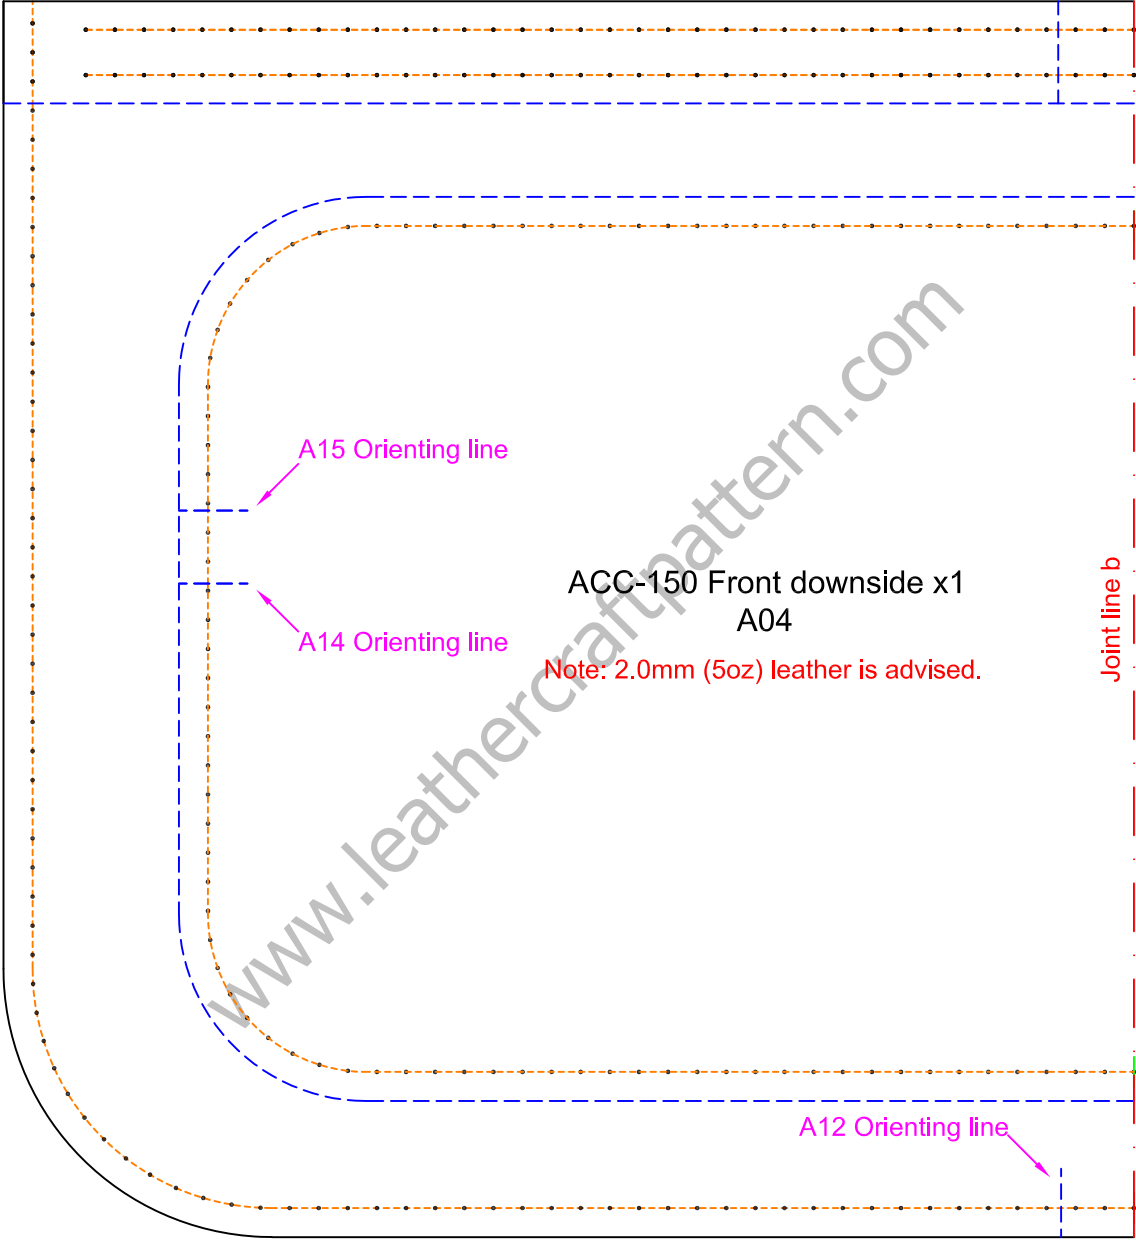 A15 Orienting line
ACC-150 Front downside x1
A04
A14 Orienting line
Note: 2.0mm (5oz) leather is advised.
Joint line b
www.leathercraftpattern.com
A12 Orienting line